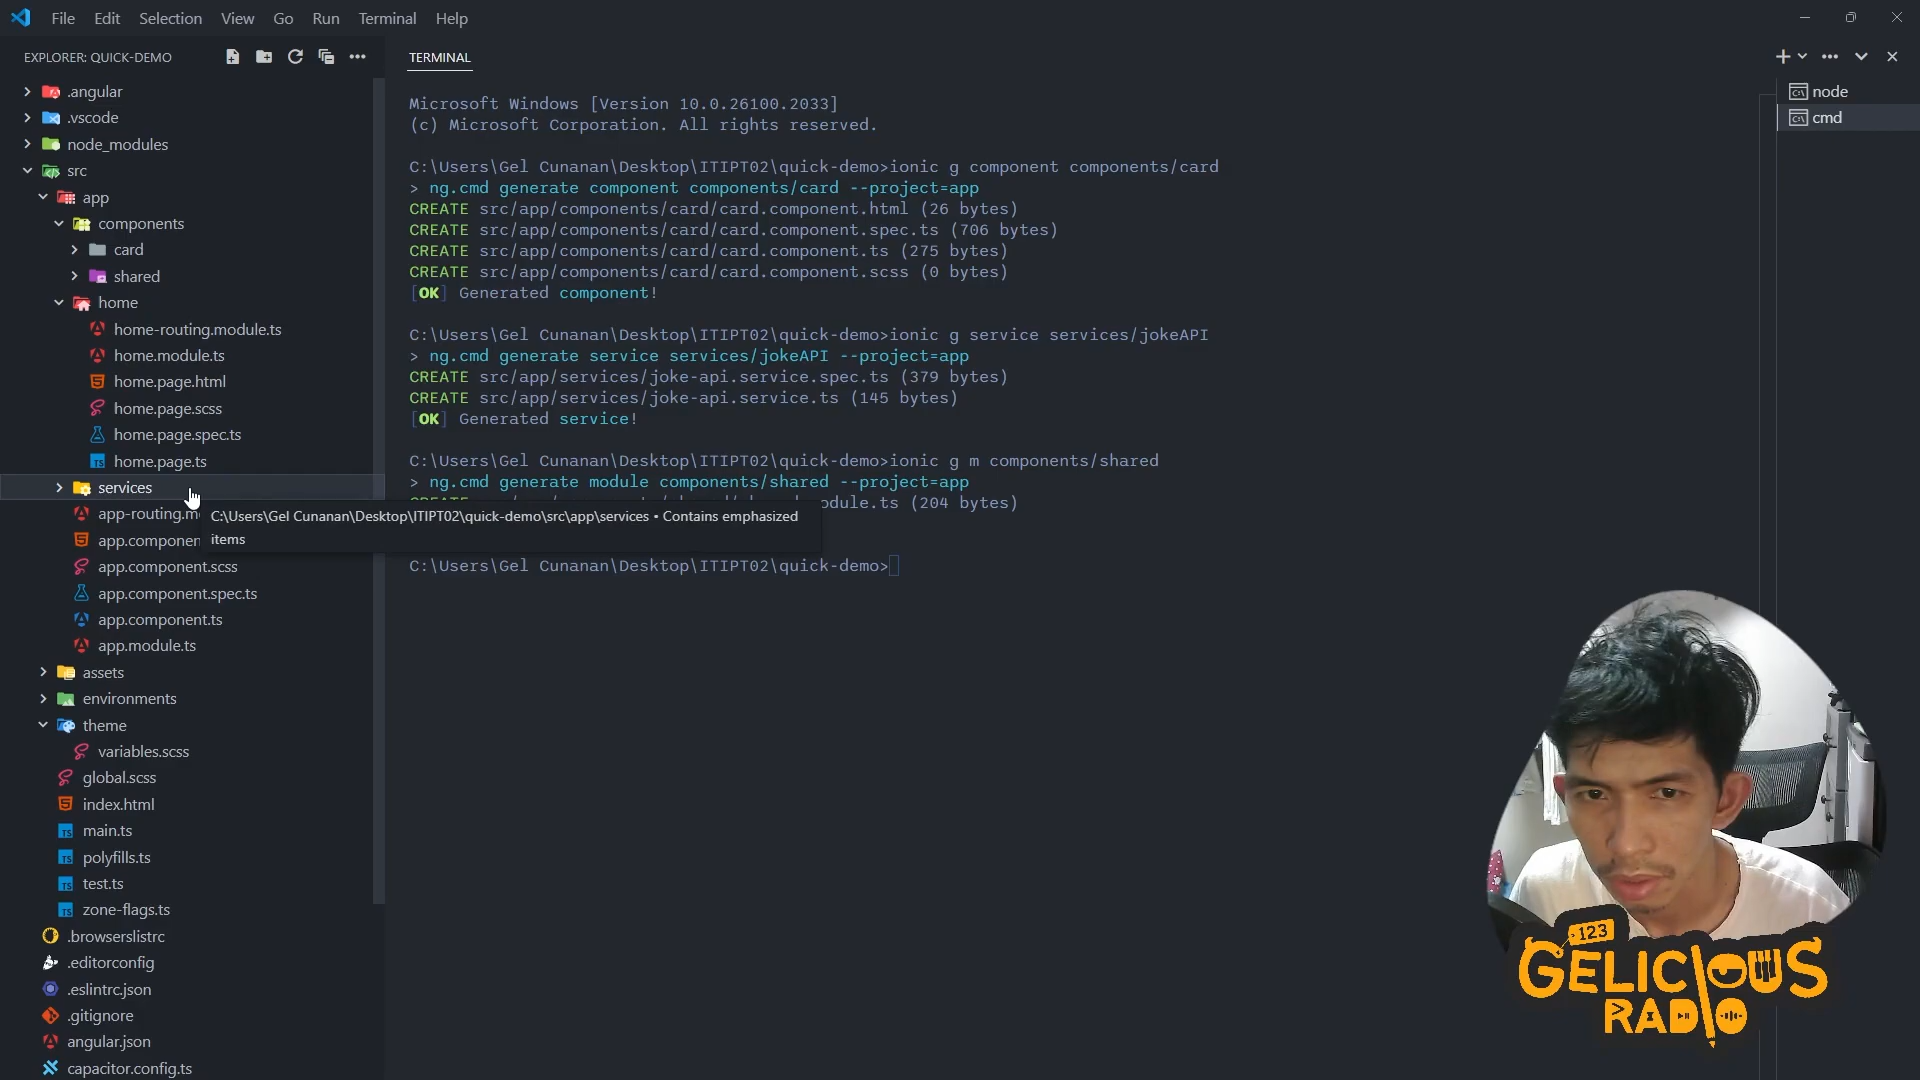 File Edit Selection View Go Run Terminal Help
EXPLORER: QUICK-DEMO
.angular
.vscode
node_modules
src
app
components
card
shared
home
home-routing.module.ts
home.module.ts
home.page.html
home.page.scss
home.page.spec.ts
home.page.ts
services
app-routing.m
app.componen
app.component.scss
app.component.spec.ts
app.component.ts
app.module.ts
assets
environments
theme
variables.scss
global.scss
index.html
main.ts
polyfills.ts
test.ts
zone-flags.ts
.browserslistrc
.editorconfig
.eslintrc.json
.gitignore
angular.json
capacitor.config.ts
C:\Users\Gel Cunanan\Desktop\ITIPT02\quick-demo\src\app\services • Contains emphasized
items
TERMINAL
Microsoft Windows [Version 10.0.26100.2033]
(c) Microsoft Corporation. All rights reserved.
C:\Users\Gel Cunanan\Desktop\ITIPT02\quick-demo>ionic g component components/card
> ng.cmd generate component components/card --project=app
CREATE src/app/components/card/card.component.html (26 bytes)
CREATE src/app/components/card/card.component.spec.ts (706 bytes)
CREATE src/app/components/card/card.component.ts (275 bytes)
CREATE src/app/components/card/card.component.scss (0 bytes)
[OK] Generated component!
C:\Users\Gel Cunanan\Desktop\ITIPT02\quick-demo>ionic g service services/jokeAPI
> ng.cmd generate service services/jokeAPI --project=app
CREATE src/app/services/joke-api.service.spec.ts (379 bytes)
CREATE src/app/services/joke-api.service.ts (145 bytes)
[OK] Generated service!
C:\Users\Gel Cunanan\Desktop\ITIPT02\quick-demo>ionic g m components/shared
> ng.cmd generate module components/shared --project=app
odule.ts (204 bytes)
C:\Users\Gel Cunanan\Desktop\ITIPT02\quick-demo>
node
cmd
123
GELICIOUS
RADIO